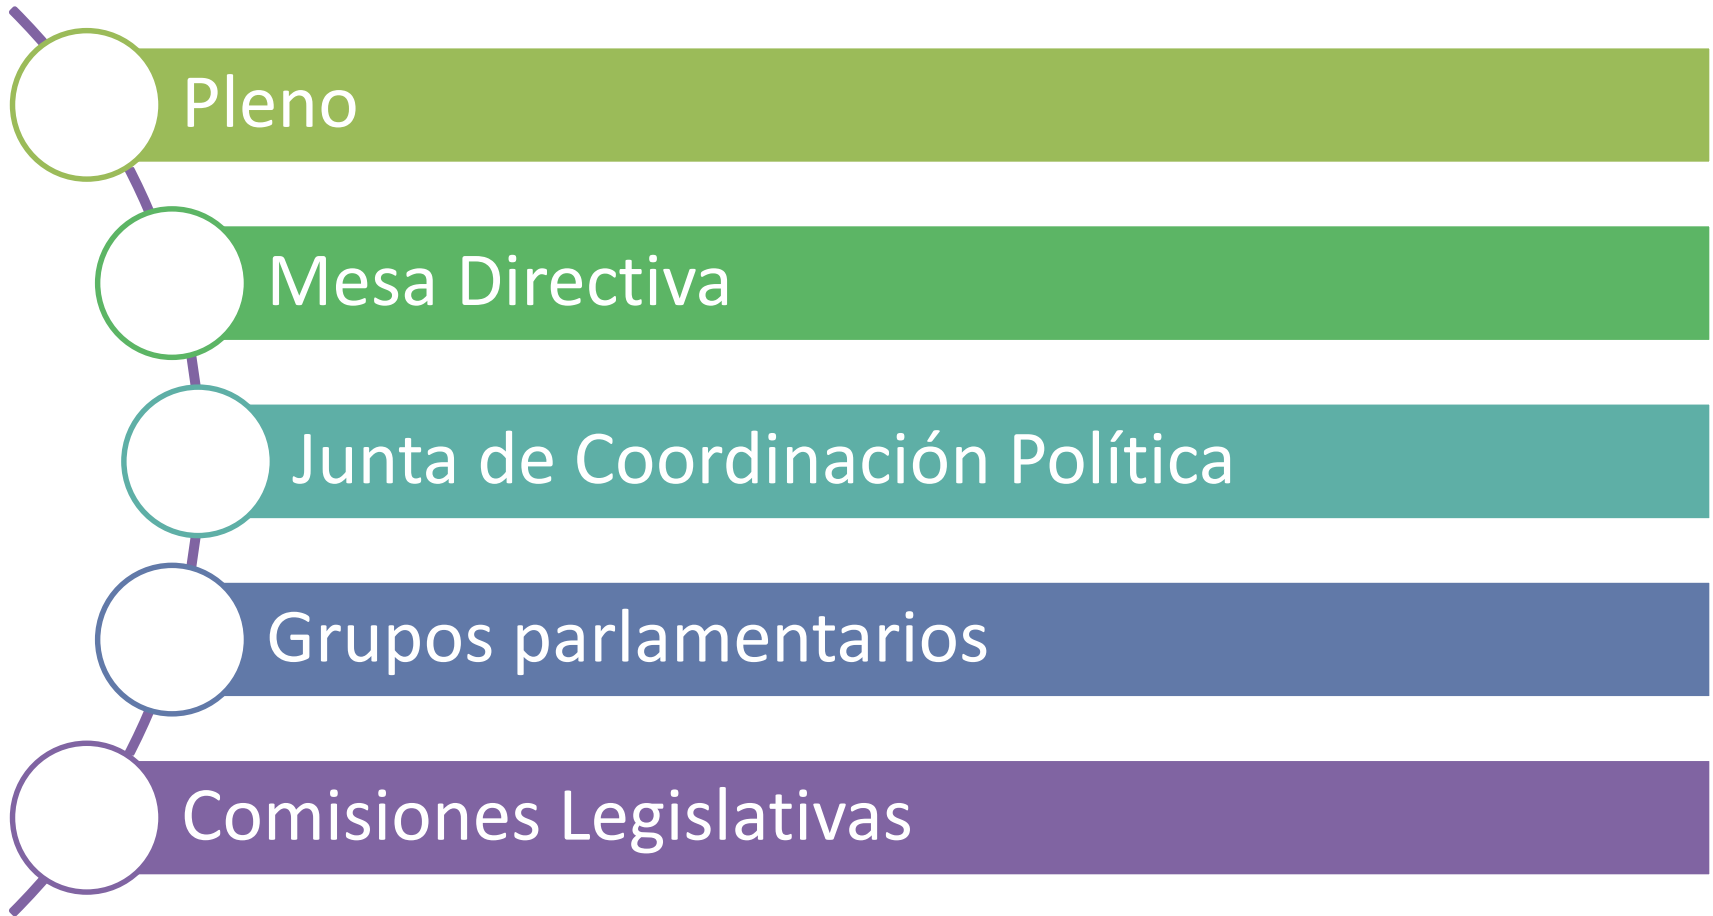 Pleno
Mesa Directiva
Junta de Coordinación Política
Grupos parlamentarios
Comisiones Legislativas